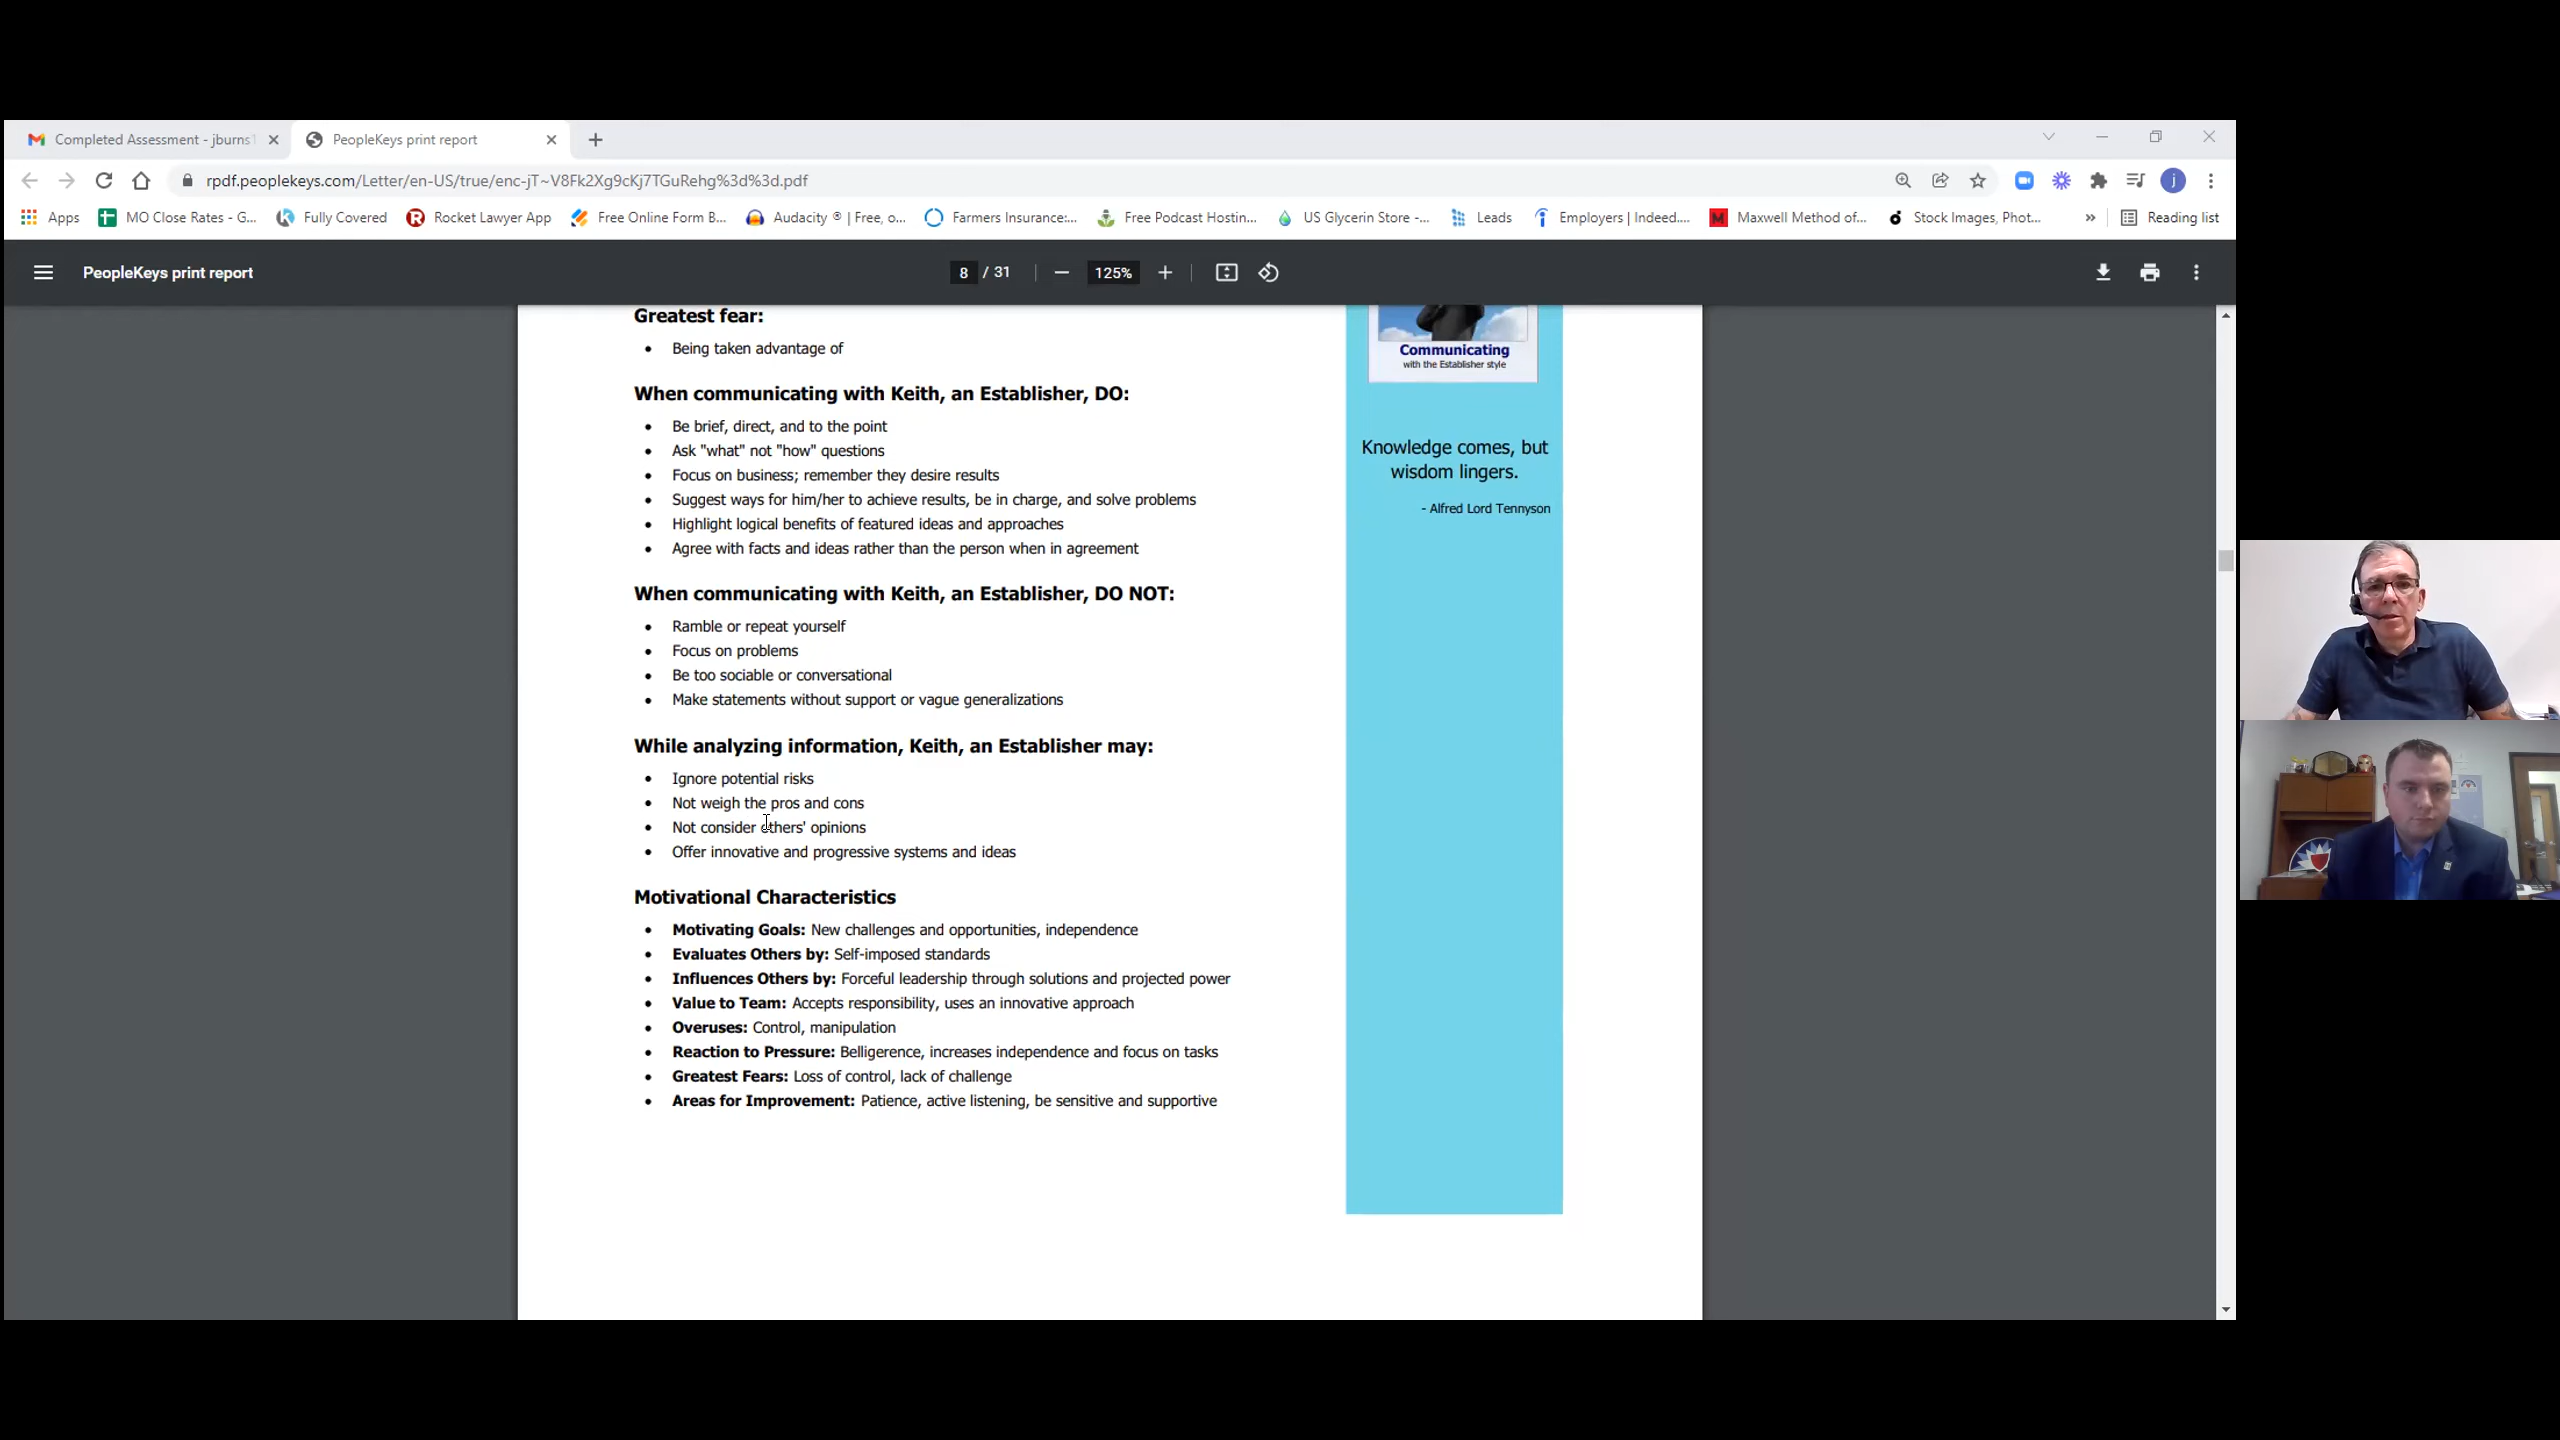 Completed Assessment - jburns1
PeopleKeys print report
rpdf.peoplekeys.com/Letter/en-US/true/enc-jT~V8Fk2Xg9cKj7TGuRehg%3d%3d.pdf
j
Apps
MO Close Rates - G...
Fully Covered
Rocket Lawyer App
Free Online Form B...
Audacity ® | Free, o...
Farmers Insurance:...
Free Podcast Hostin...
US Glycerin Store -...
Leads
Employers | Indeed....
Maxwell Method of...
Stock Images, Phot...
»
Reading list
PeopleKeys print report
8 / 31
125%
Greatest fear:
• Being taken advantage of
When communicating with Keith, an Establisher, DO:
• Be brief, direct, and to the point
• Ask "what" not "how" questions
• Focus on business; remember they desire results
• Suggest ways for him/her to achieve results, be in charge, and solve problems
• Highlight logical benefits of featured ideas and approaches
• Agree with facts and ideas rather than the person when in agreement
When communicating with Keith, an Establisher, DO NOT:
• Ramble or repeat yourself
• Focus on problems
• Be too sociable or conversational
• Make statements without support or vague generalizations
While analyzing information, Keith, an Establisher may:
• Ignore potential risks
• Not weigh the pros and cons
• Not consider others' opinions
• Offer innovative and progressive systems and ideas
Motivational Characteristics
• Motivating Goals: New challenges and opportunities, independence
• Evaluates Others by: Self-imposed standards
• Influences Others by: Forceful leadership through solutions and projected power
• Value to Team: Accepts responsibility, uses an innovative approach
• Overuses: Control, manipulation
• Reaction to Pressure: Belligerence, increases independence and focus on tasks
• Greatest Fears: Loss of control, lack of challenge
• Areas for Improvement: Patience, active listening, be sensitive and supportive
Communicating
with the Establisher style
Knowledge comes, but
wisdom lingers.
- Alfred Lord Tennyson